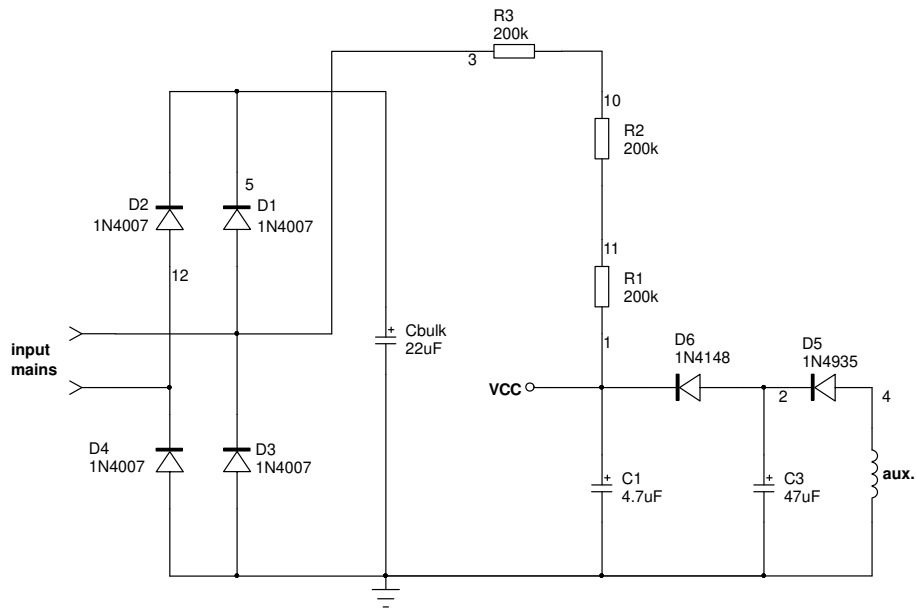 R3
200k
3
10
R2
200k
5
D2
1N4007
D1
1N4007
12
11
R1
200k
input
mains
Cbulk
22uF
+
1
D6
1N4148
D5
1N4935
VCC
2
4
D4
1N4007
D3
1N4007
+
C1
4.7uF
+
C3
47uF
aux.